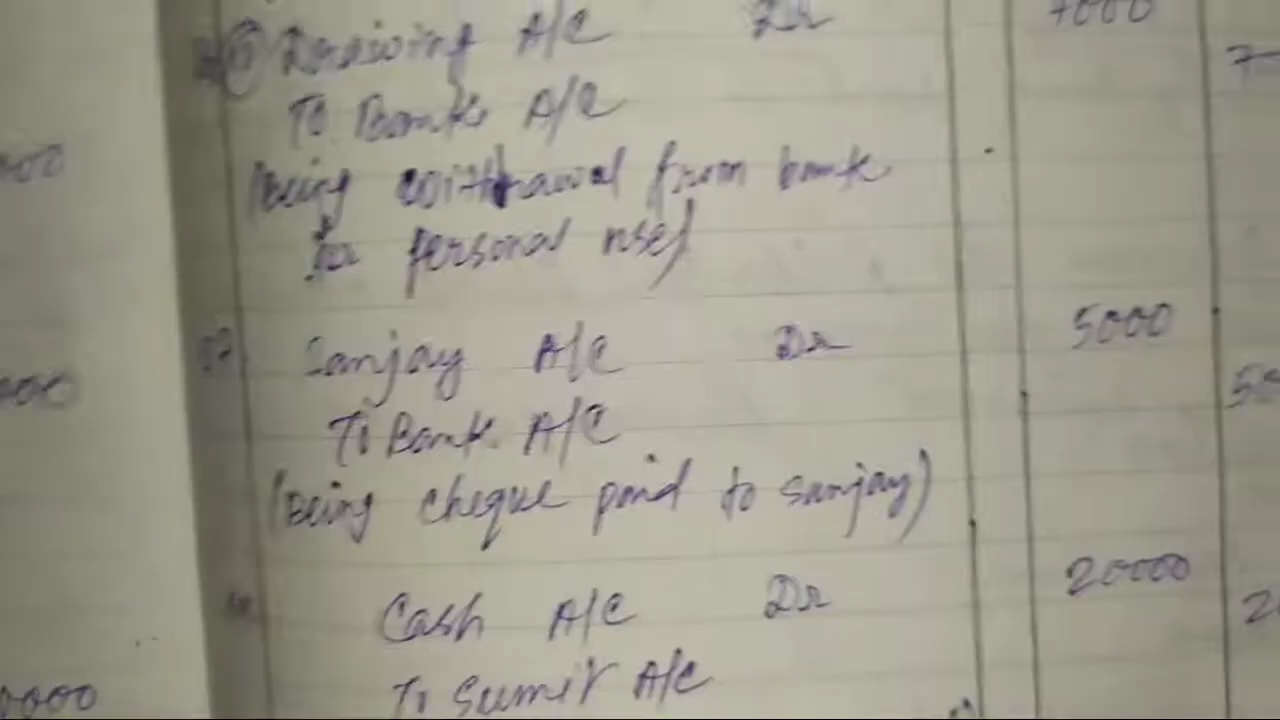 Drawing A/C Dr 7000
To Bank A/C
(Being withdrawal from bank
for personal use)
Sanjay A/C Dr 5000
To Bank A/C
(Being cheque paid to Sanjay)
Cash A/C Dr 20000
To Sumit A/C